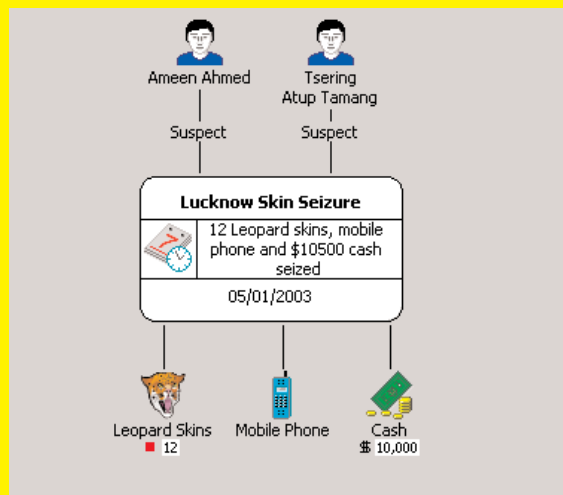 Ameen Ahmed
Tsering
Atup Tamang
Suspect
Suspect
Lucknow Skin Seizure
7
12 Leopard skins, mobile
phone and $10500 cash
seized
05/01/2003
Leopard Skins
12
Mobile Phone
Cash
$ 10,000